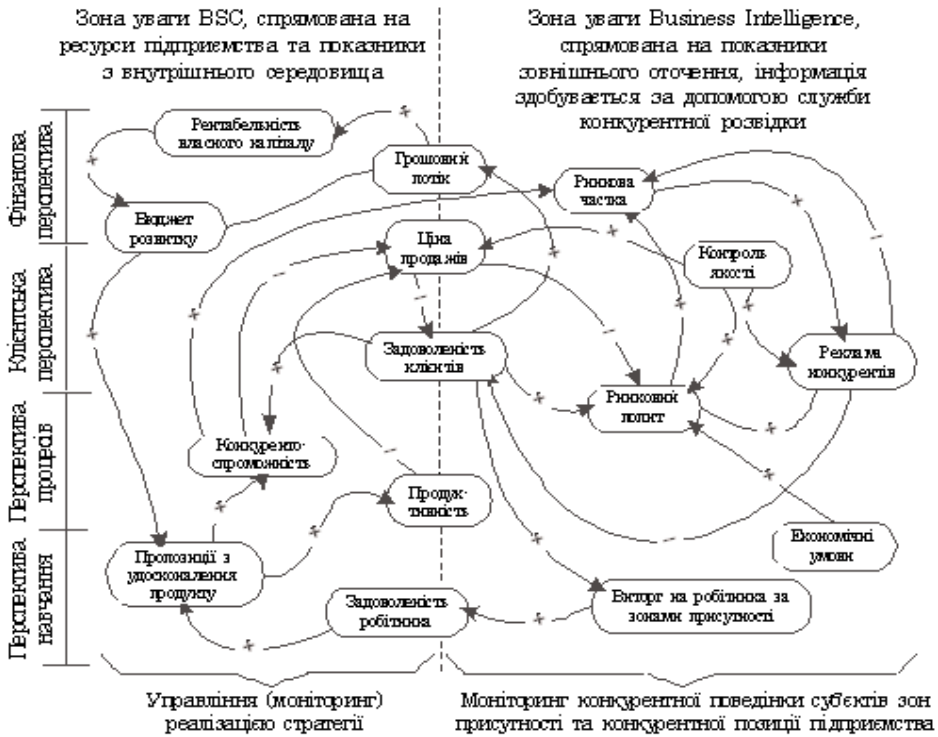 Зона уваги BSC, спрямована на
ресурси підприємства та показники
з внутрішнього середовища
Зона уваги Business Intelligence,
спрямована на показники
зовнішнього оточення, інформація
здобувається за допомогою служби
конкурентної розвідки
Фінансова
перспектива
Рентабельність
власного капіталу
Грошовий
потік
Ринкова
частка
Бюджет
розвитку
Клієнтська
перспектива
Ціна
продажів
Контроль
якості
Задоволеність
клієнтів
Реклама
конкурентів
Ринковий
попит
Перспектива
процесів
Конкуренто-
спроможність
Продук-
тивність
Економічні
умови
Перспектива
навчання
Пропозиції з
удосконалення
продукту
Задоволеність
робітника
Виторг на робітника за
зонами присутності
Управління (моніторинг)
реалізацією стратегії
Моніторинг конкурентної поведінки суб'єктів зон
присутності та конкурентної позиції підприємства